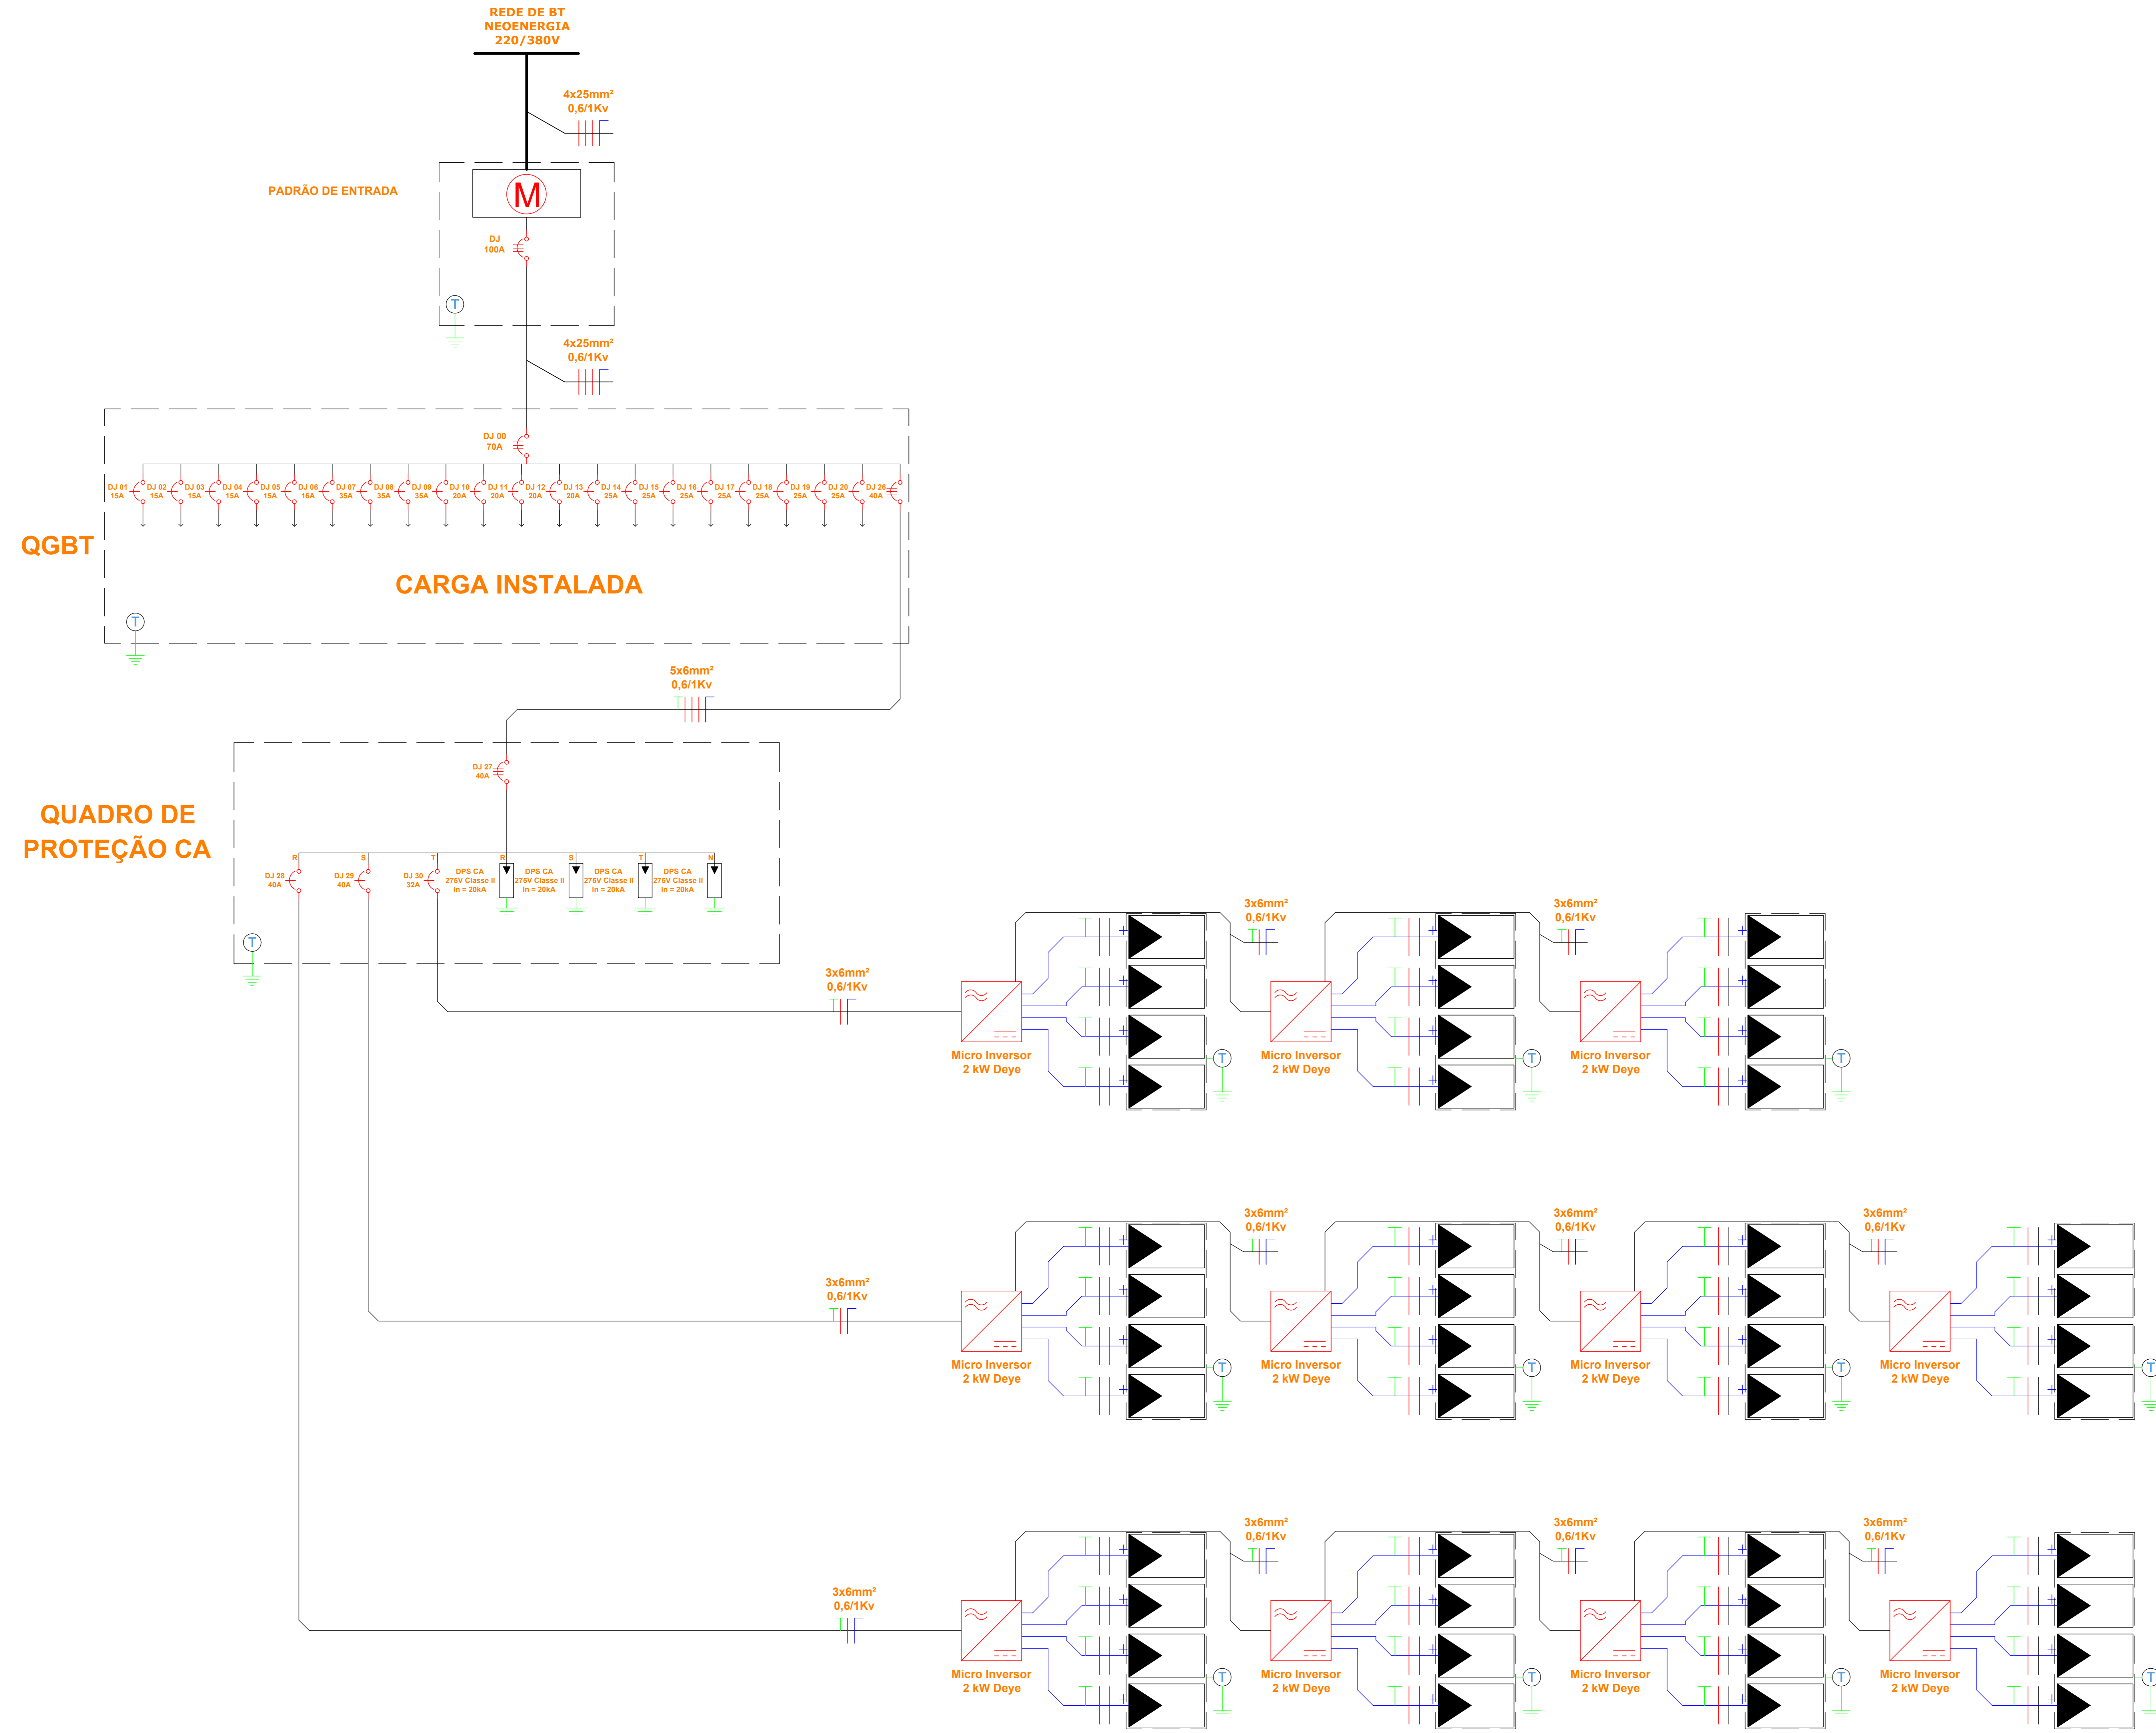 REDE DE BT
NEOENERGIA
220/380V
4x25mm²
0,6/1Kv
PADRÃO DE ENTRADA
M
DJ
100A
T
4x25mm²
0,6/1Kv
DJ 00
70A
DJ 01 DJ 02 DJ 03 DJ 04 DJ 05 DJ 06 DJ 07 DJ 08 DJ 09 DJ 10 DJ 11 DJ 12 DJ 13 DJ 14 DJ 15 DJ 16 DJ 17 DJ 18 DJ 19 DJ 20 DJ 26
15A 15A 15A 15A 15A 16A 35A 35A 35A 20A 20A 20A 20A 25A 25A 25A 25A 25A 25A 25A 40A
QGBT
CARGA INSTALADA
T
5x6mm²
0,6/1Kv
DJ 27
40A
QUADRO DE
PROTEÇÃO CA
R S T R S T N
DJ 28 DJ 29 DJ 30
40A 40A 32A
DPS CA DPS CA DPS CA DPS CA
275V Classe II 275V Classe II 275V Classe II 275V Classe II
In = 20kA In = 20kA In = 20kA In = 20kA
T
3x6mm² 3x6mm²
0,6/1Kv 0,6/1Kv
3x6mm²
0,6/1Kv
+ + +
+ + +
+ + +
+ + +
T T T
Micro Inversor Micro Inversor Micro Inversor
2 kW Deye 2 kW Deye 2 kW Deye
3x6mm² 3x6mm² 3x6mm²
0,6/1Kv 0,6/1Kv 0,6/1Kv
3x6mm²
0,6/1Kv
+ + + +
+ + + +
+ + + +
+ + + +
T T T T
Micro Inversor Micro Inversor Micro Inversor Micro Inversor
2 kW Deye 2 kW Deye 2 kW Deye 2 kW Deye
3x6mm² 3x6mm² 3x6mm²
0,6/1Kv 0,6/1Kv 0,6/1Kv
3x6mm²
0,6/1Kv
+ + + +
+ + + +
+ + + +
+ + + +
T T T T
Micro Inversor Micro Inversor Micro Inversor Micro Inversor
2 kW Deye 2 kW Deye 2 kW Deye 2 kW Deye